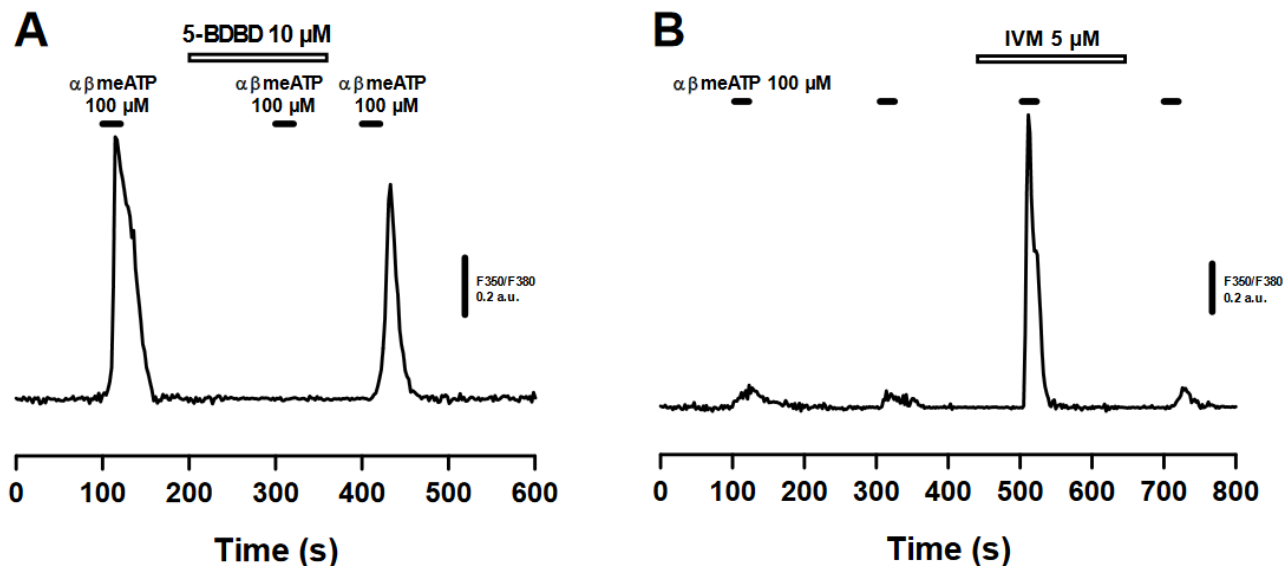 A
5-BDBD 10 µM
αβmeATP
100 µM
αβmeATP
100 µM
αβmeATP
100 µM
F350/F380
0.2 a.u.
0 100 200 300 400 500 600
Time (s)
B
IVM 5 µM
αβmeATP 100 µM
F350/F380
0.2 a.u.
0 100 200 300 400 500 600 700 800
Time (s)